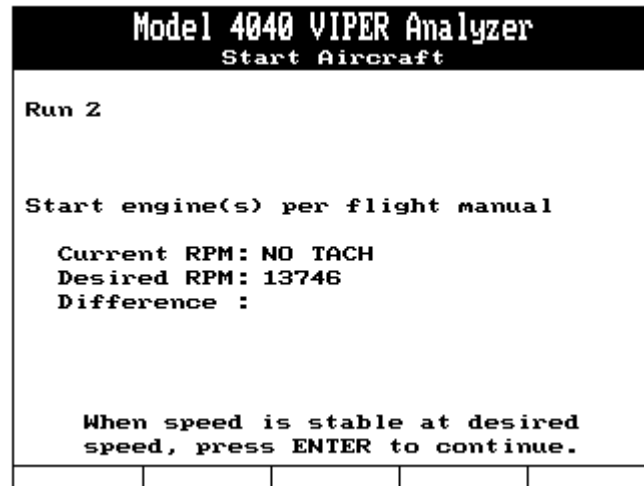 Model 4040 VIPER Analyzer
Start Aircraft
Run 2
Start engine(s) per flight manual
Current RPM: NO TACH
Desired RPM: 13746
Difference :
When speed is stable at desired
speed, press ENTER to continue.